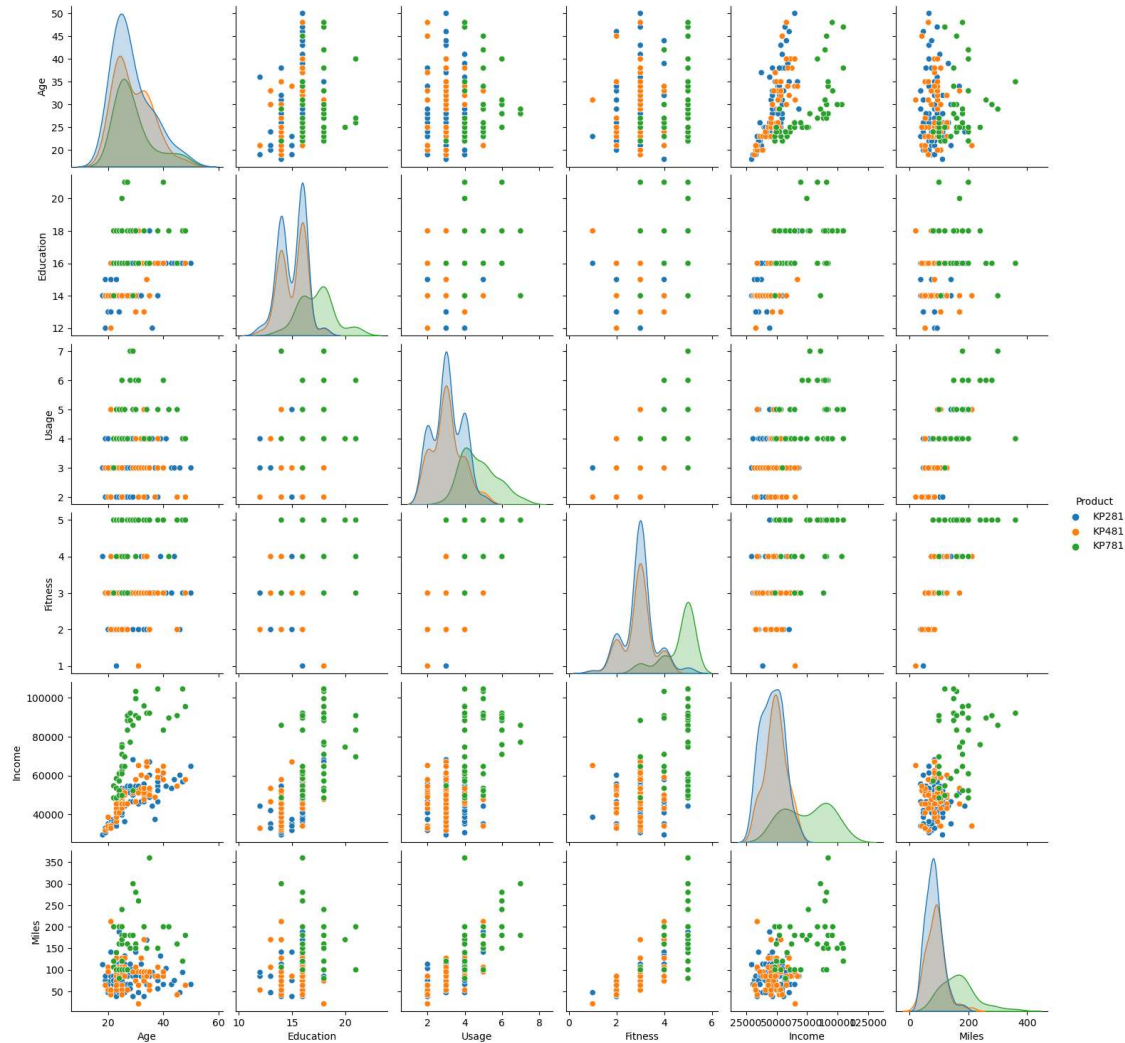 50
45
40
35
30
25
20
Age
20
18
16
14
12
Education
7
6
5
4
3
2
Usage
5
4
3
2
1
Fitness
Product
KP281
KP481
KP781
100000
80000
60000
40000
Income
350
300
250
200
150
100
50
Miles
20 40 60
10 15 20
2 4 6 8
0 2 4 6
25000 50000 75000 100000 125000
0 200 400
Age Education Usage Fitness Income Miles